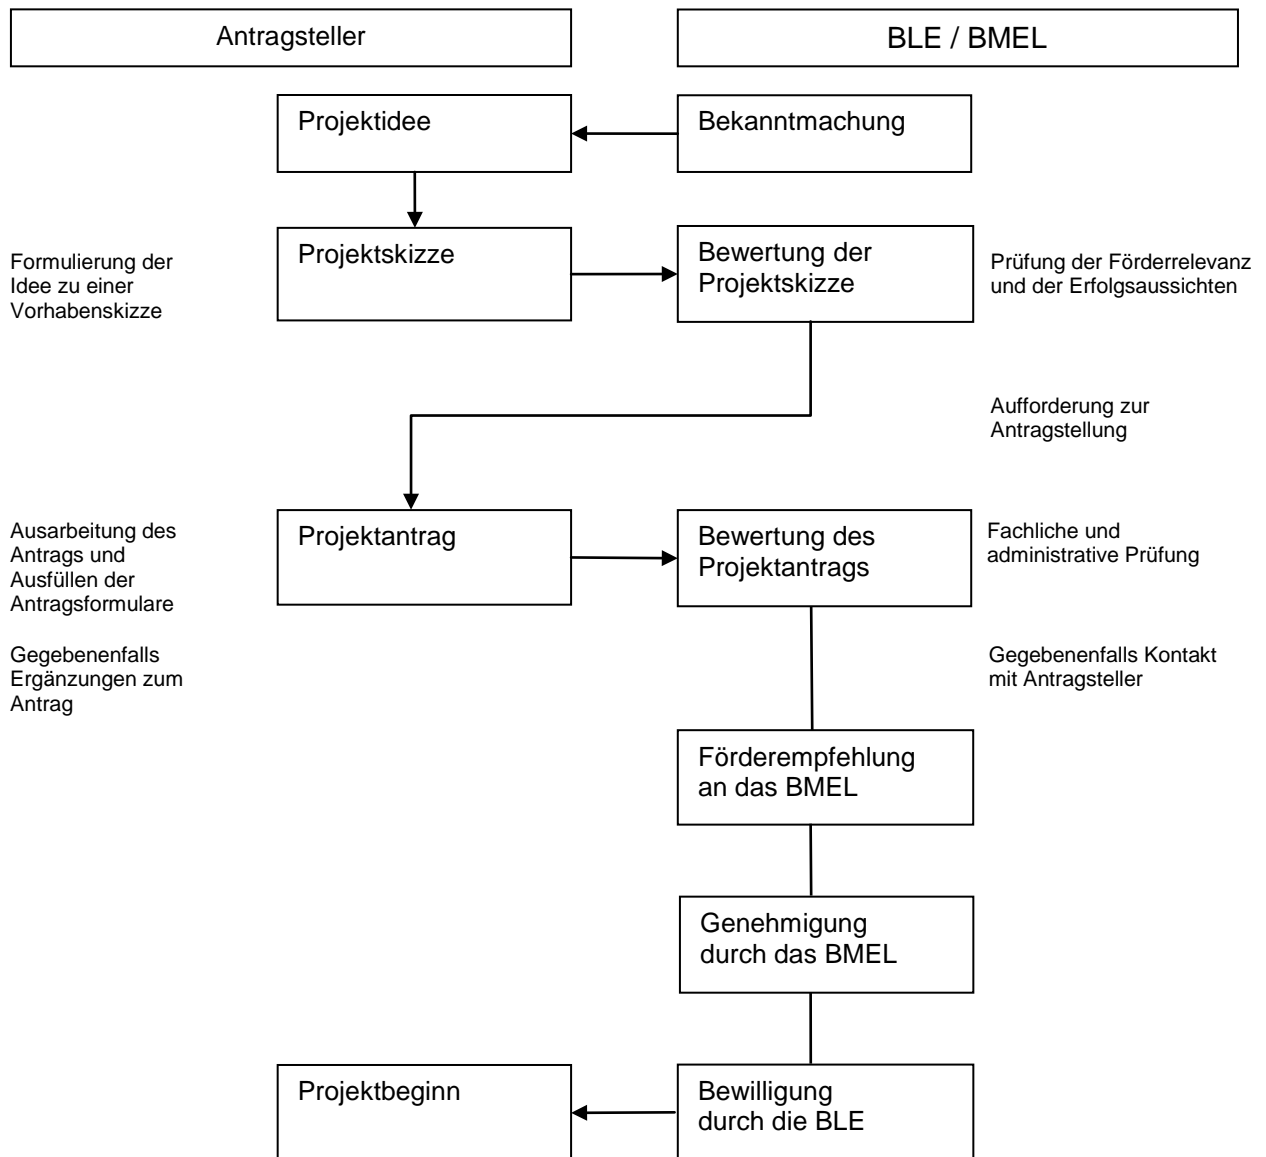 Antragsteller
BLE / BMEL
Projektidee
Bekanntmachung
Formulierung der
Idee zu einer
Vorhabenskizze
Projektskizze
Bewertung der
Projektskizze
Prüfung der Förderrelevanz
und der Erfolgsaussichten
Aufforderung zur
Antragstellung
Ausarbeitung des
Antrags und
Ausfüllen der
Antragsformulare
Projektantrag
Bewertung des
Projektantrags
Fachliche und
administrative Prüfung
Gegebenenfalls
Ergänzungen zum
Antrag
Gegebenenfalls Kontakt
mit Antragsteller
Förderempfehlung
an das BMEL
Genehmigung
durch das BMEL
Projektbeginn
Bewilligung
durch die BLE